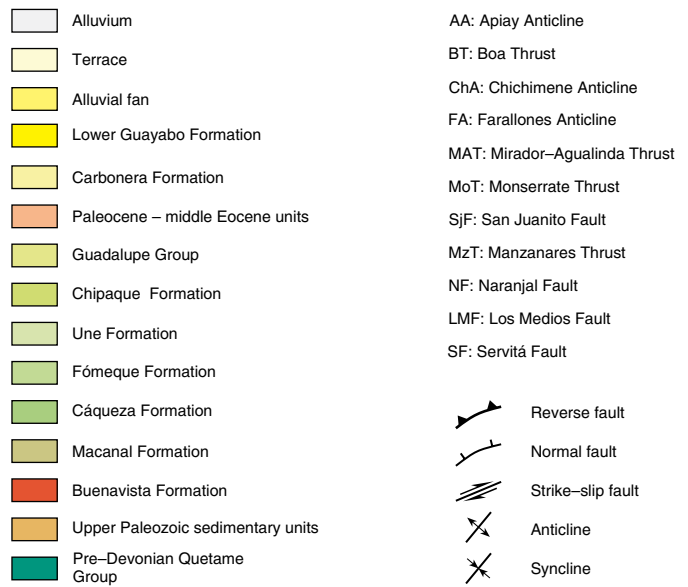 Alluvium
Terrace
Alluvial fan
Lower Guayabo Formation
Carbonera Formation
Paleocene – middle Eocene units
Guadalupe Group
Chipaque  Formation
Une Formation
Fómeque Formation
Cáqueza Formation
Macanal Formation
Buenavista Formation
Upper Paleozoic sedimentary units
Pre–Devonian Quetame
Group
AA: Apiay Anticline
BT: Boa Thrust
ChA: Chichimene Anticline
FA: Farallones Anticline
MAT: Mirador–Agualinda Thrust
MoT: Monserrate Thrust
SjF: San Juanito Fault
MzT: Manzanares Thrust
NF: Naranjal Fault
LMF: Los Medios Fault
SF: Servitá Fault
Reverse fault
Normal fault
Strike–slip fault
Anticline
Syncline